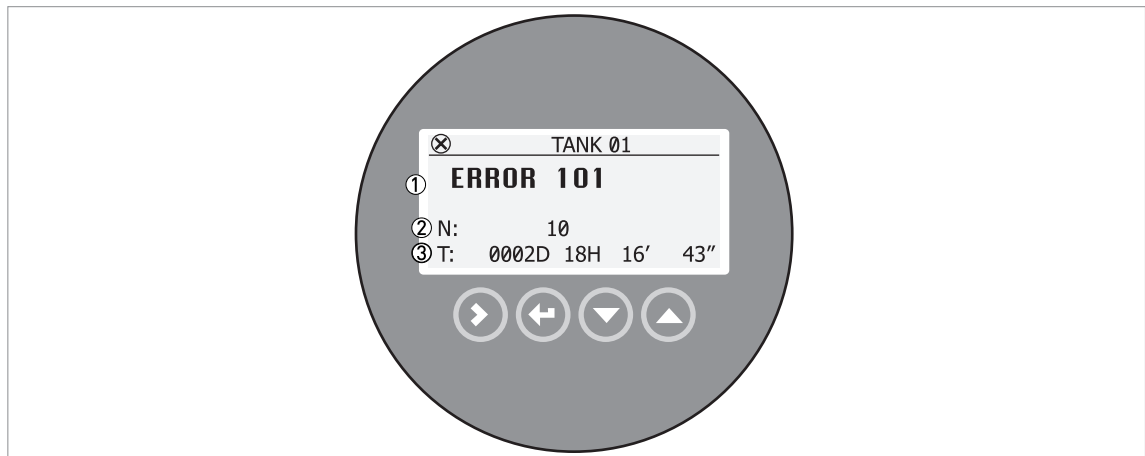 TANK 01
① ERROR 101
② N: 10
③ T: 0002D 18H 16′ 43″